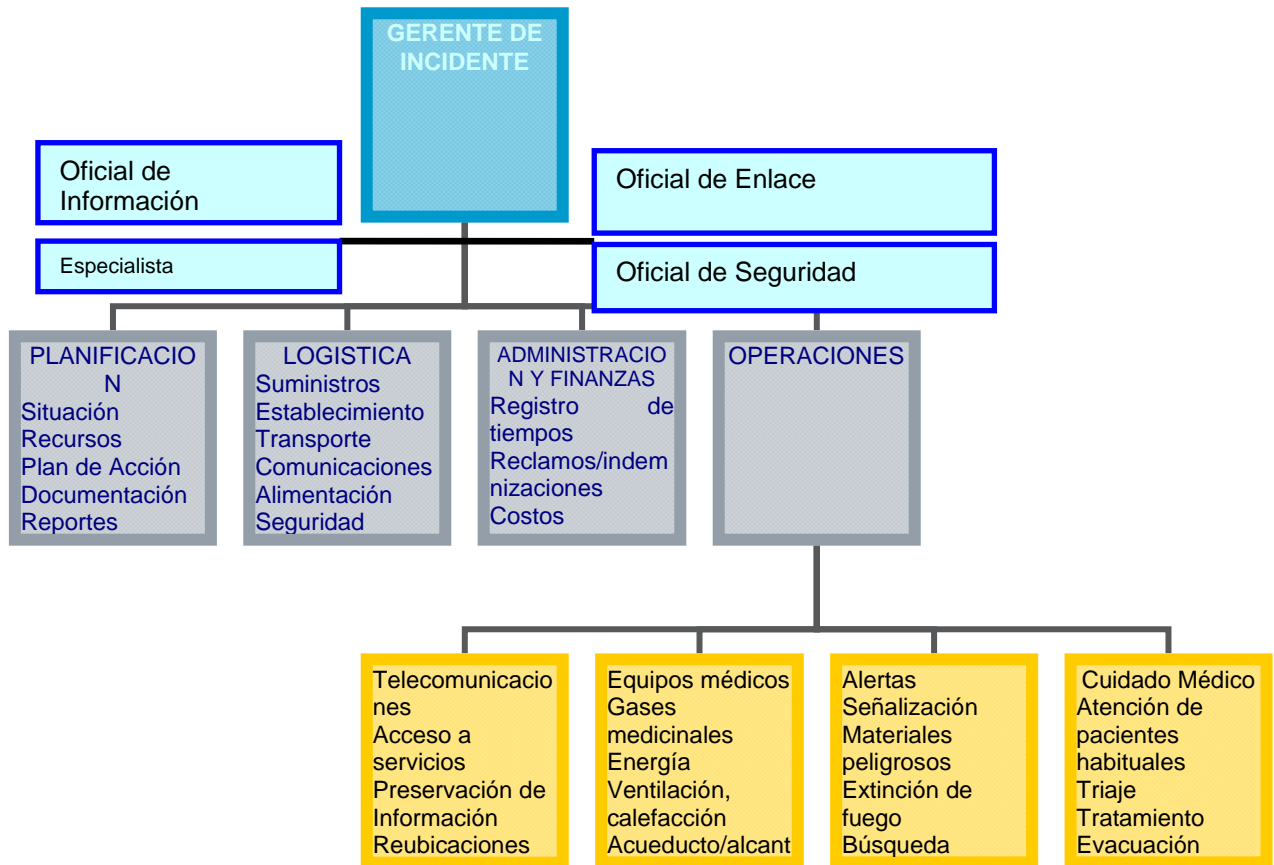 GERENTE DE
INCIDENTE
Oficial de
Información
Oficial de Enlace
Especialista
Oficial de Seguridad
PLANIFICACIO
N
Situación
Recursos
Plan de Acción
Documentación
Reportes
LOGISTICA
Suministros
Establecimiento
Transporte
Comunicaciones
Alimentación
Seguridad
ADMINISTRACIO
N Y FINANZAS
Registro de
tiempos
Reclamos/indem
nizaciones
Costos
OPERACIONES
Telecomunicacio
nes
Acceso a
servicios
Preservación de
Información
Reubicaciones
Equipos médicos
Gases
medicinales
Energía
Ventilación,
calefacción
Acueducto/alcant
Alertas
Señalización
Materiales
peligrosos
Extinción de
fuego
Búsqueda
Cuidado Médico
Atención de
pacientes
habituales
Triaje
Tratamiento
Evacuación